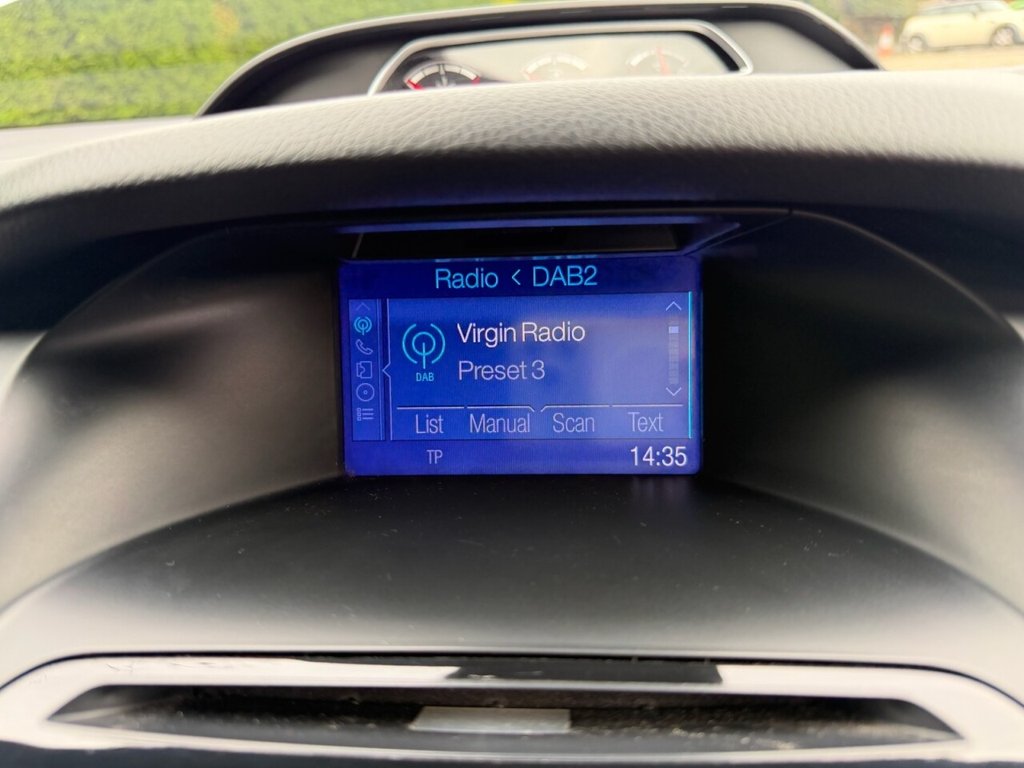 Radio < DAB2
Virgin Radio
DAB
Preset 3
List Manual Scan Text
TP 14:35